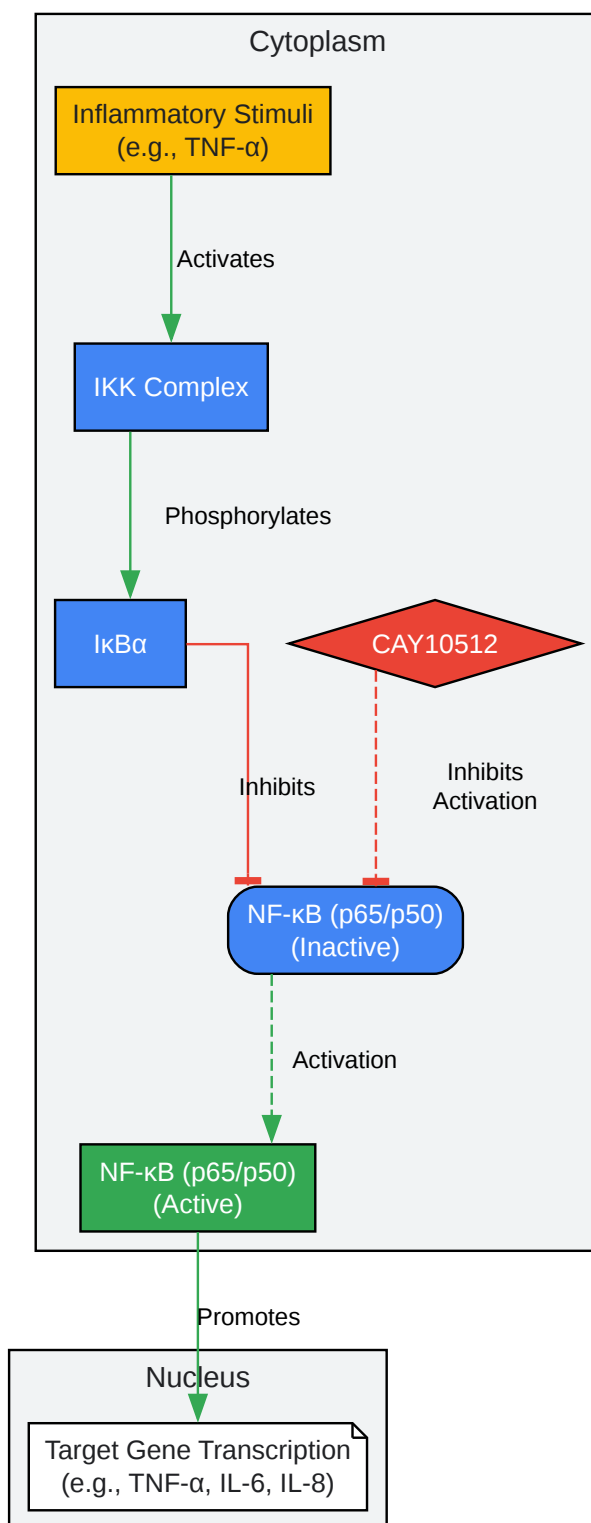 Cytoplasm
Inflammatory Stimuli
(e.g., TNF-α)
Activates
IKK Complex
Phosphorylates
IκBα
CAY10512
Inhibits
Inhibits
Activation
NF-κB (p65/p50)
(Inactive)
Activation
NF-κB (p65/p50)
(Active)
Promotes
Nucleus
Target Gene Transcription
(e.g., TNF-α, IL-6, IL-8)